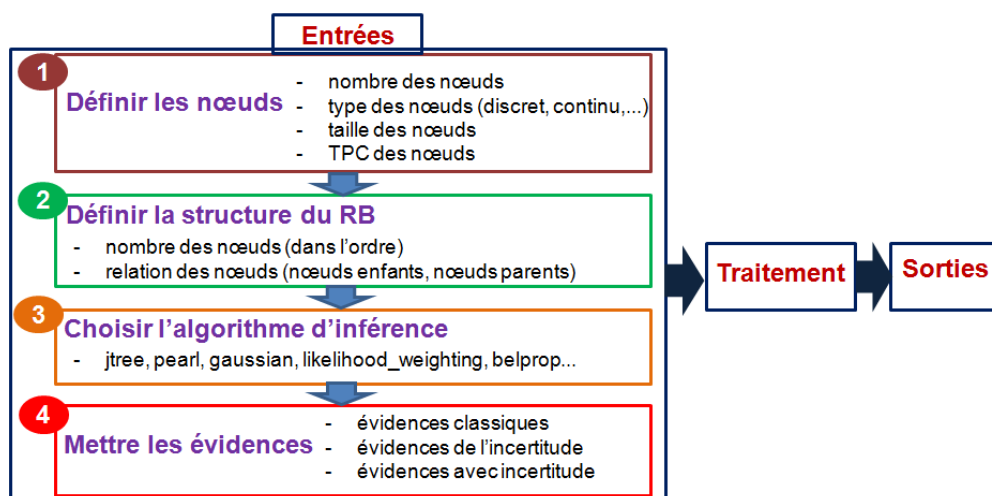 Entrées
1
Définir les nœuds
- nombre des nœuds
- type des nœuds (discret, continu,...)
- taille des nœuds
- TPC des nœuds
2
Définir la structure du RB
- nombre des nœuds (dans l'ordre)
- relation des nœuds (nœuds enfants, nœuds parents)
3
Choisir l'algorithme d'inférence
- jtree, pearl, gaussian, likelihood_weighting, belprop...
4
Mettre les évidences
- évidences classiques
- évidences de l'incertitude
- évidences avec incertitude
Traitement
Sorties